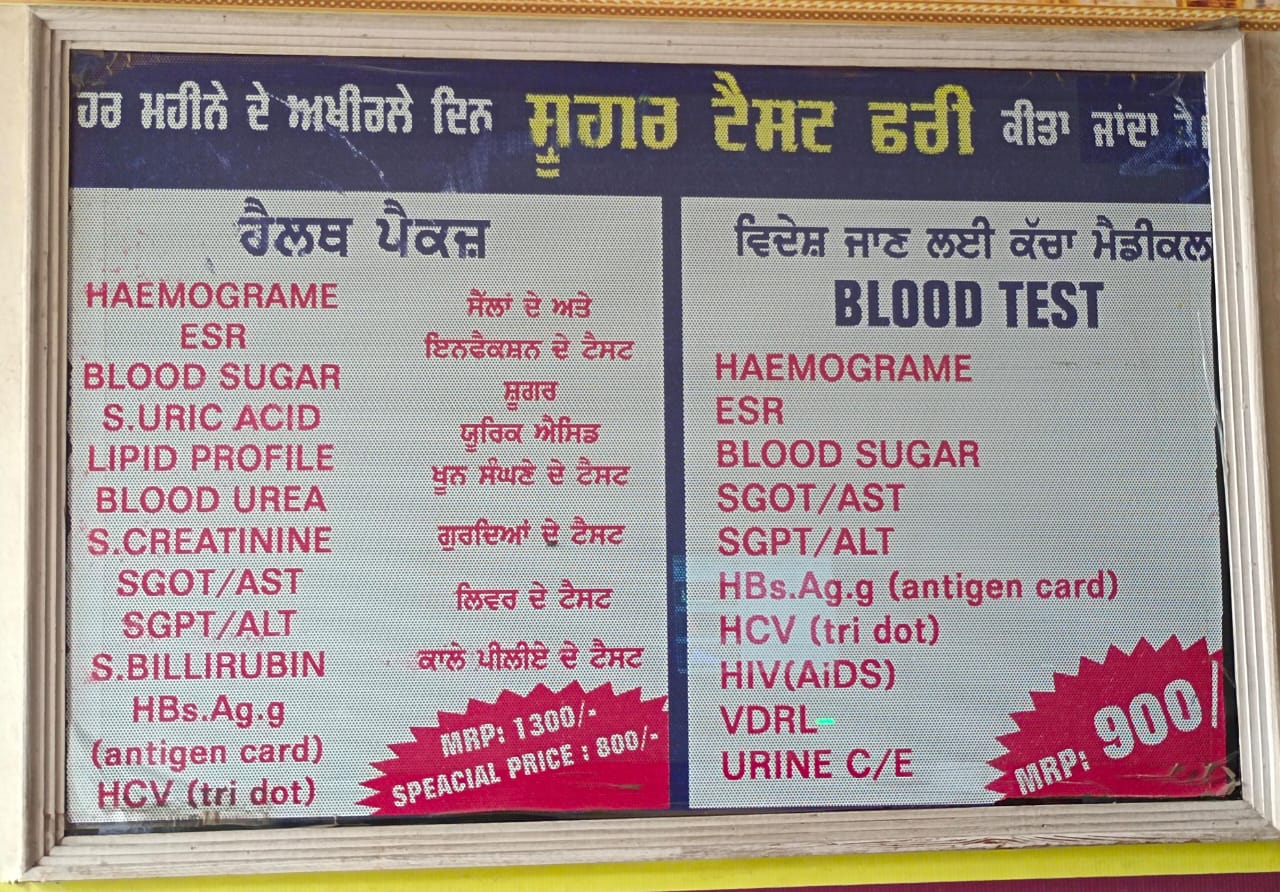 ਹਰ ਮਹੀਨੇ ਦੇ ਅਖੀਰਲੇ ਦਿਨ ਸ਼ੂਗਰ ਟੈਸਟ ਫਰੀ ਕੀਤਾ ਜਾਂਦਾ ਹੈ।
ਹੈਲਥ ਪੈਕਜ਼
HAEMOGRAME
ESR
BLOOD SUGAR
S.URIC ACID
LIPID PROFILE
BLOOD UREA
S.CREATININE
SGOT/AST
SGPT/ALT
S.BILLIRUBIN
HBs.Ag.g
(antigen card)
HCV (tri dot)
ਸੈੱਲਾਂ ਦੇ ਅਤੇ
ਇਨਫੈਕਸ਼ਨ ਦੇ ਟੈਸਟ
ਸ਼ੂਗਰ
ਯੂਰਿਕ ਐਸਿਡ
ਖੂਨ ਸੰਘਣੇ ਦੇ ਟੈਸਟ
ਗੁਰਦਿਆਂ ਦੇ ਟੈਸਟ
ਲਿਵਰ ਦੇ ਟੈਸਟ
ਕਾਲੇ ਪੀਲੀਏ ਦੇ ਟੈਸਟ
MRP: 1300/-
SPEACIAL PRICE : 800/-
ਵਿਦੇਸ਼ ਜਾਣ ਲਈ ਕੱਚਾ ਮੈਡੀਕਲ
BLOOD TEST
HAEMOGRAME
ESR
BLOOD SUGAR
SGOT/AST
SGPT/ALT
HBs.Ag.g (antigen card)
HCV (tri dot)
HIV(AiDS)
VDRL
URINE C/E
MRP: 900/